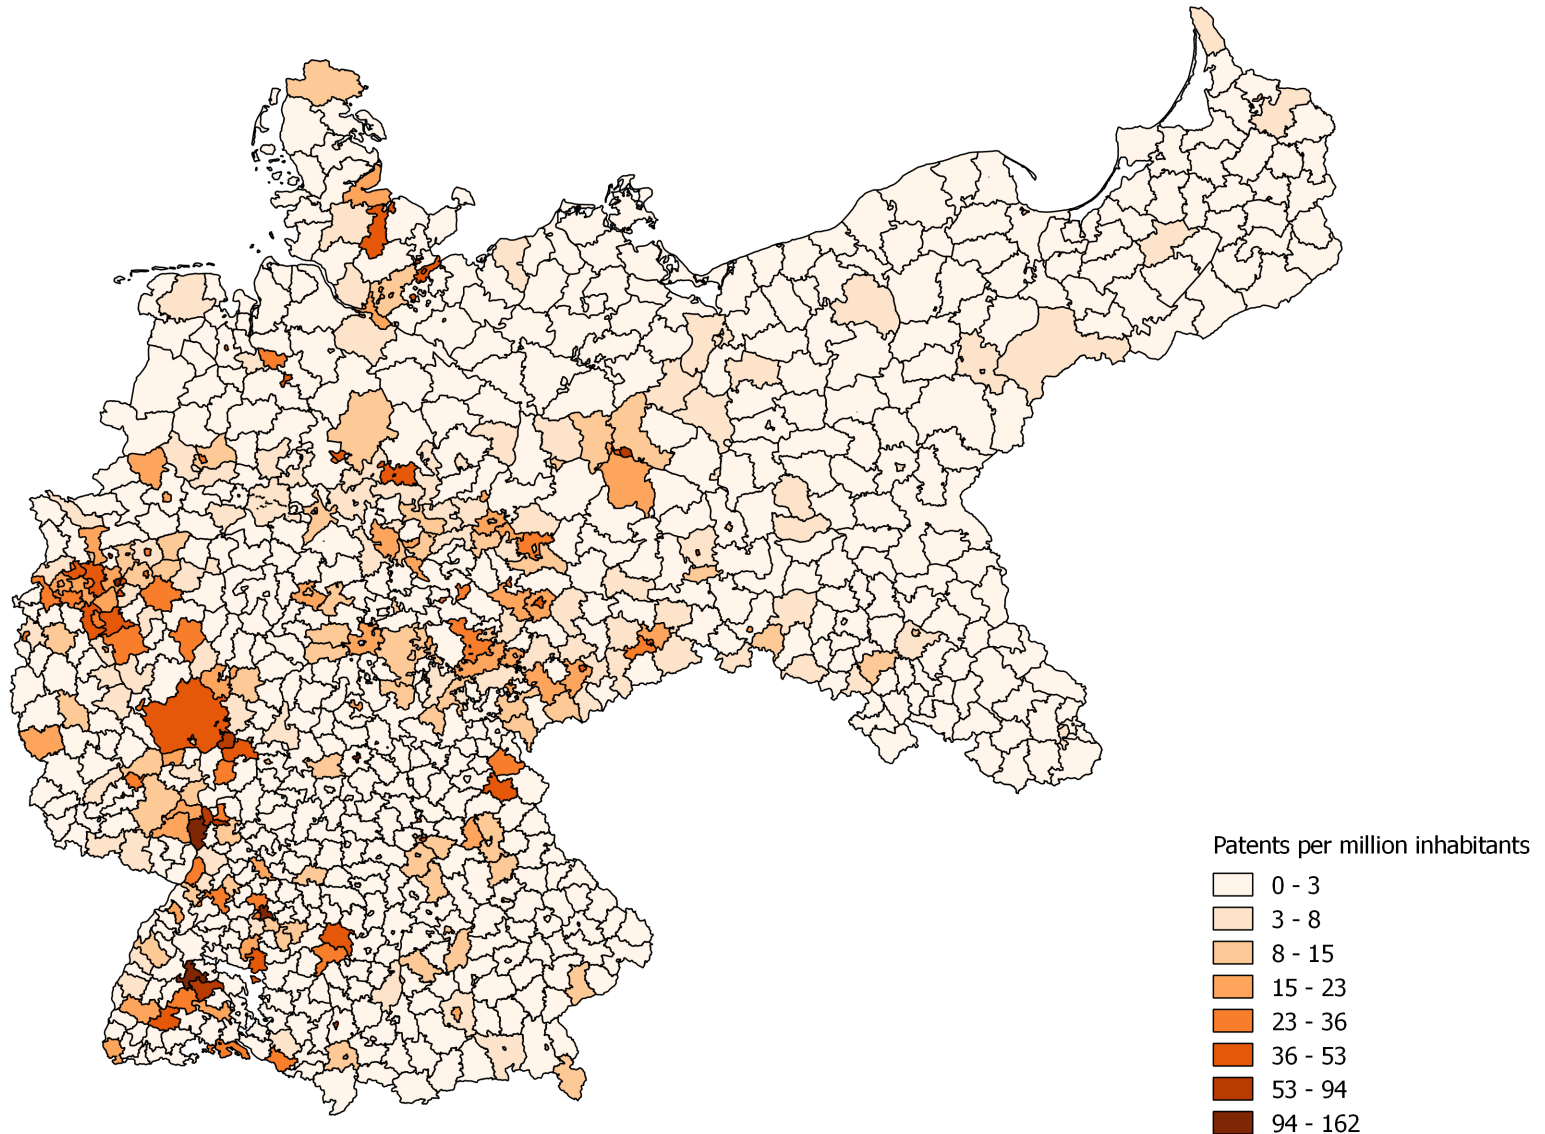 Patents per million inhabitants
0 - 3
3 - 8
8 - 15
15 - 23
23 - 36
36 - 53
53 - 94
94 - 162